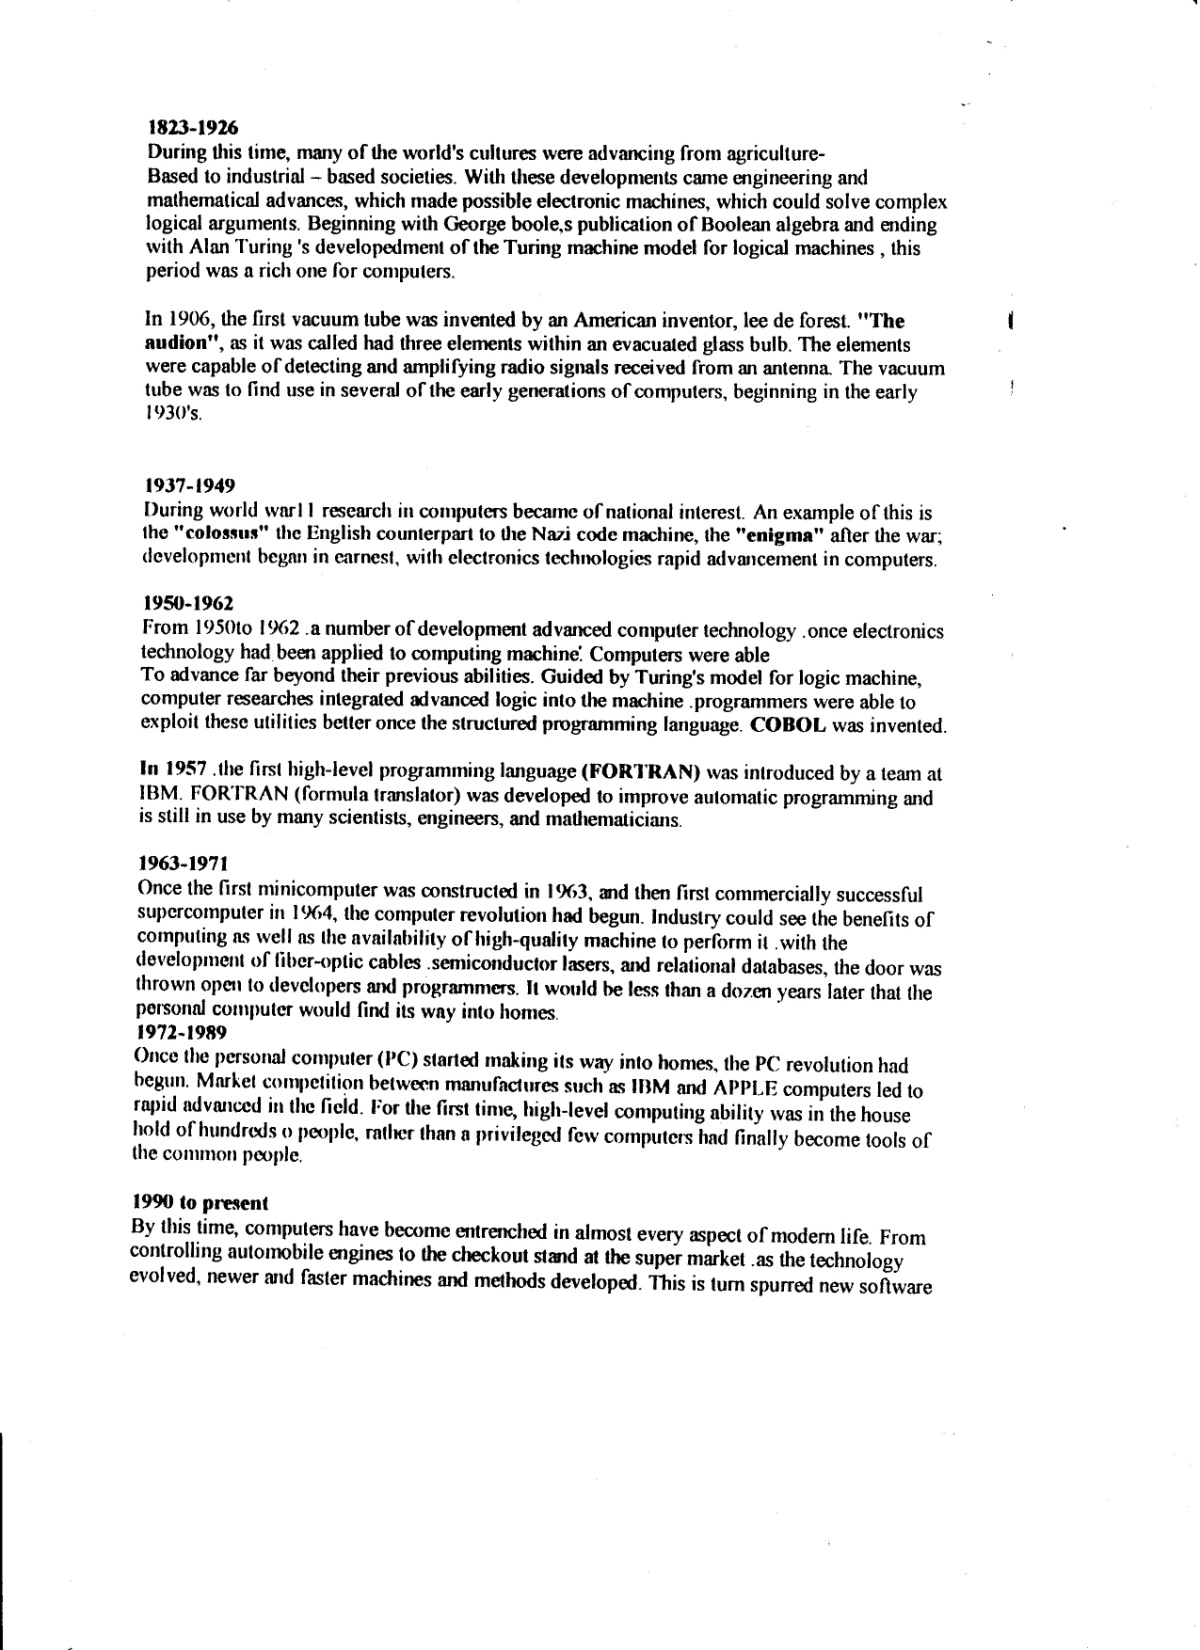 1823-1926
During this time, many of the world's cultures were advancing from agriculture-
Based to industrial – based societies. With these developments came engineering and
mathematical advances, which made possible electronic machines, which could solve complex
logical arguments. Beginning with George boole,s publication of Boolean algebra and ending
with Alan Turing 's developedment of the Turing machine model for logical machines , this
period was a rich one for computers.
In 1906, the first vacuum tube was invented by an American inventor, lee de forest. "The
audion", as it was called had three elements within an evacuated glass bulb. The elements
were capable of detecting and amplifying radio signals received from an antenna. The vacuum
tube was to find use in several of the early generations of computers, beginning in the early
1930's.
1937-1949
During world warI I research in computers became of national interest. An example of this is
the "colossus" the English counterpart to the Nazi code machine, the "enigma" after the war;
development began in earnest, with electronics technologies rapid advancement in computers.
1950-1962
From 1950to 1962 .a number of development advanced computer technology .once electronics
technology had been applied to computing machine. Computers were able
To advance far beyond their previous abilities. Guided by Turing's model for logic machine,
computer researches integrated advanced logic into the machine .programmers were able to
exploit these utilities better once the structured programming language. COBOL was invented.
In 1957 .the first high-level programming language (FORTRAN) was introduced by a team at
IBM. FORTRAN (formula translator) was developed to improve automatic programming and
is still in use by many scientists, engineers, and mathematicians.
1963-1971
Once the first minicomputer was constructed in 1963, and then first commercially successful
supercomputer in 1964, the computer revolution had begun. Industry could see the benefits of
computing as well as the availability of high-quality machine to perform it .with the
development of fiber-optic cables .semiconductor lasers, and relational databases, the door was
thrown open to developers and programmers. It would be less than a dozen years later that the
personal computer would find its way into homes.
1972-1989
Once the personal computer (PC) started making its way into homes, the PC revolution had
begun. Market competition between manufactures such as IBM and APPLE computers led to
rapid advanced in the field. For the first time, high-level computing ability was in the house
hold of hundreds o people, rather than a privileged few computers had finally become tools of
the common people.
1990 to present
By this time, computers have become entrenched in almost every aspect of modern life. From
controlling automobile engines to the checkout stand at the super market .as the technology
evolved, newer and faster machines and methods developed. This is turn spurred new software